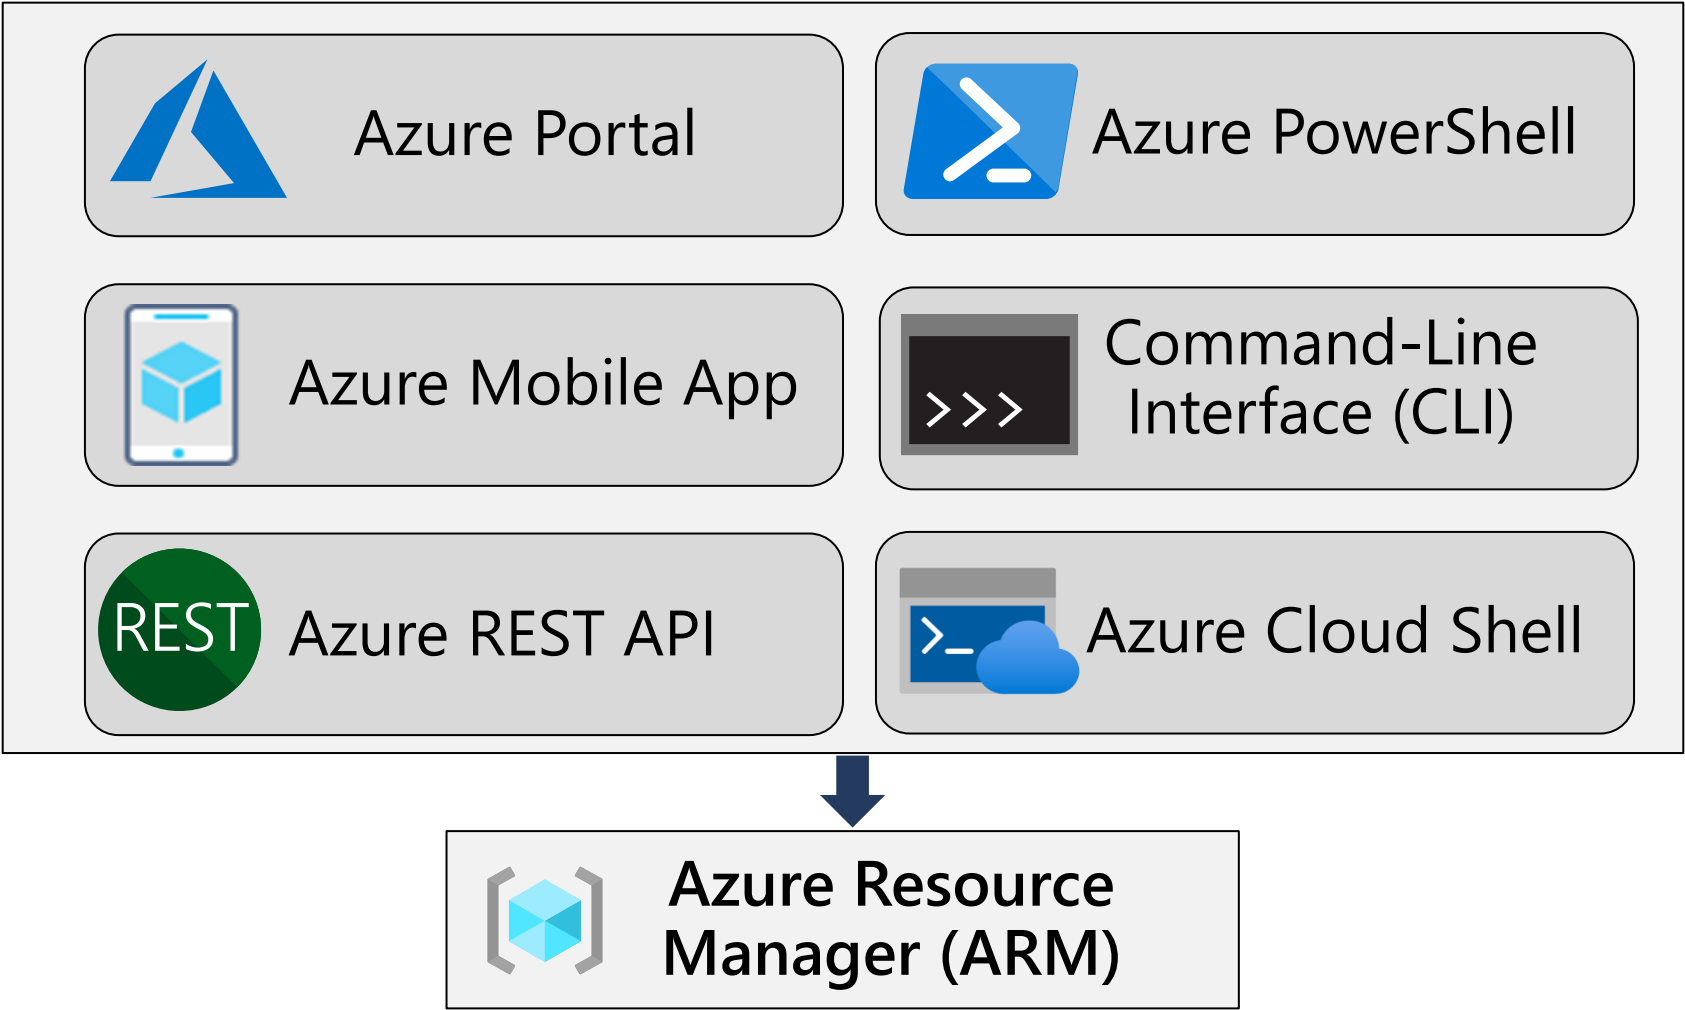 Azure Portal
Azure PowerShell
Azure Mobile App
Command-Line
Interface (CLI)
>>>
REST
Azure REST API
Azure Cloud Shell
Azure Resource
Manager (ARM)